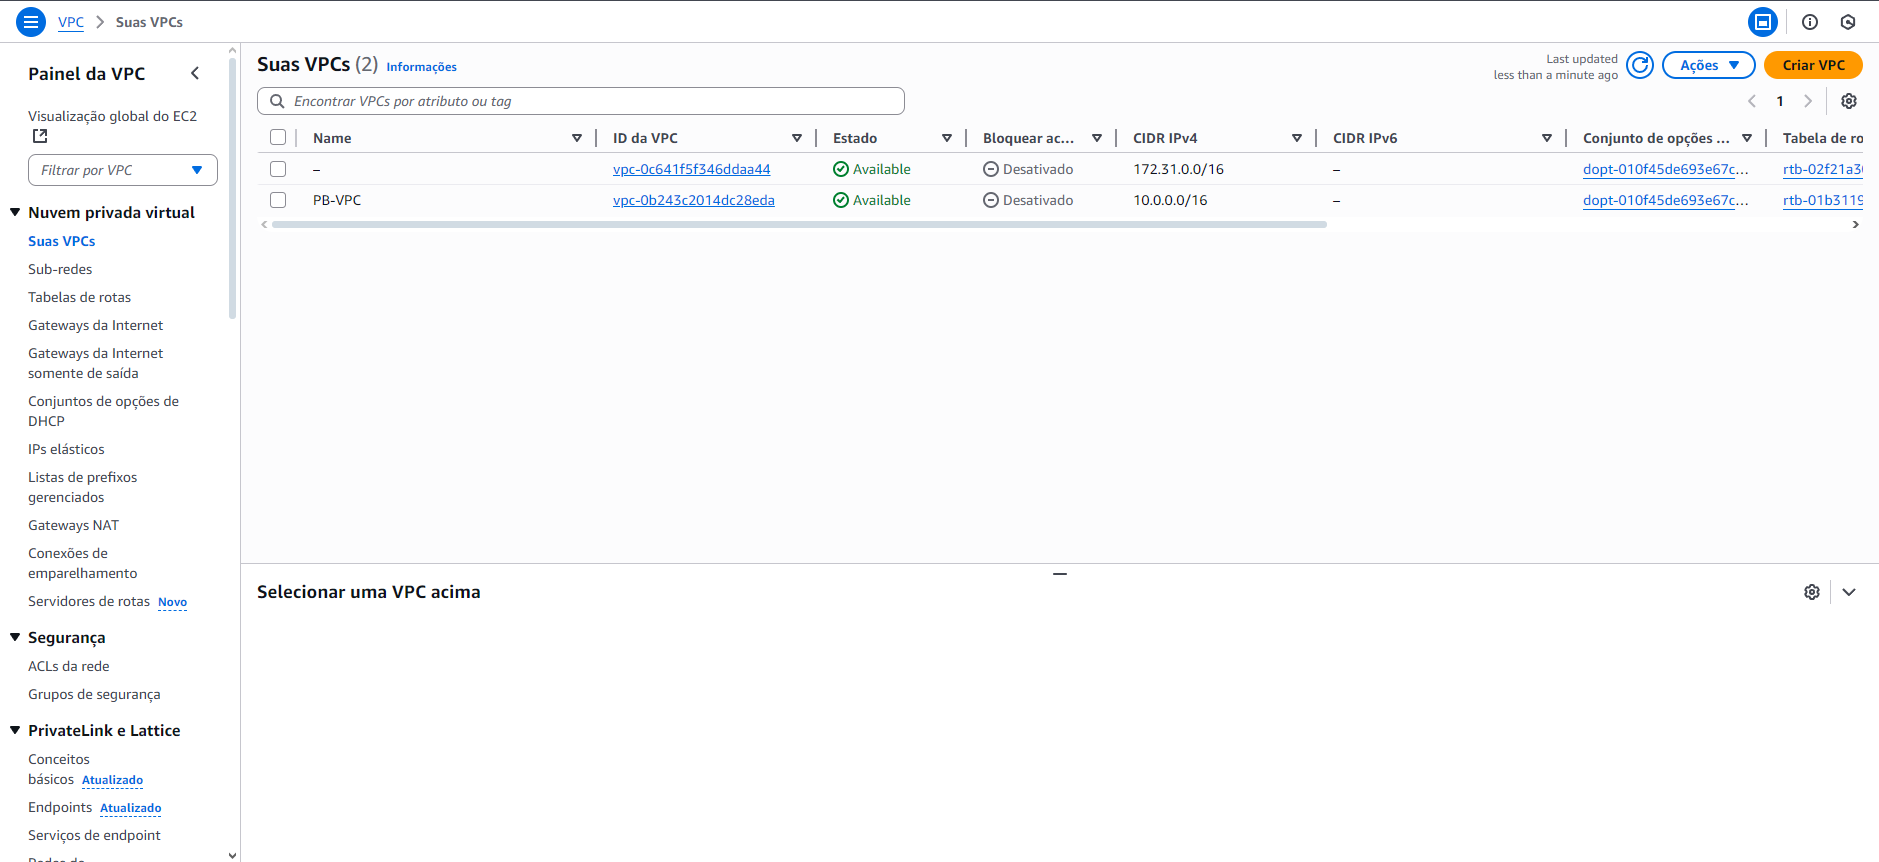 VPC > Suas VPCs
Painel da VPC
Visualização global do EC2
Filtrar por VPC
Nuvem privada virtual
Suas VPCs
Sub-redes
Tabelas de rotas
Gateways da Internet
Gateways da Internet
somente de saída
Conjuntos de opções de
DHCP
IPs elásticos
Listas de prefixos
gerenciados
Gateways NAT
Conexões de
emparelhamento
Servidores de rotas Novo
Segurança
ACLs da rede
Grupos de segurança
PrivateLink e Lattice
Conceitos
básicos Atualizado
Endpoints Atualizado
Serviços de endpoint
Suas VPCs (2) Informações
Last updated
less than a minute ago
Ações
Criar VPC
Encontrar VPCs por atributo ou tag
1
Name ID da VPC Estado Bloquear ac... CIDR IPv4 CIDR IPv6 Conjunto de opções ... Tabela de ro
– vpc-0c641f5f346ddaa44 Available Desativado 172.31.0.0/16 – dopt-010f45de693e67c... rtb-02f21a3
PB-VPC vpc-0b243c2014dc28eda Available Desativado 10.0.0.0/16 – dopt-010f45de693e67c... rtb-01b3119
Selecionar uma VPC acima